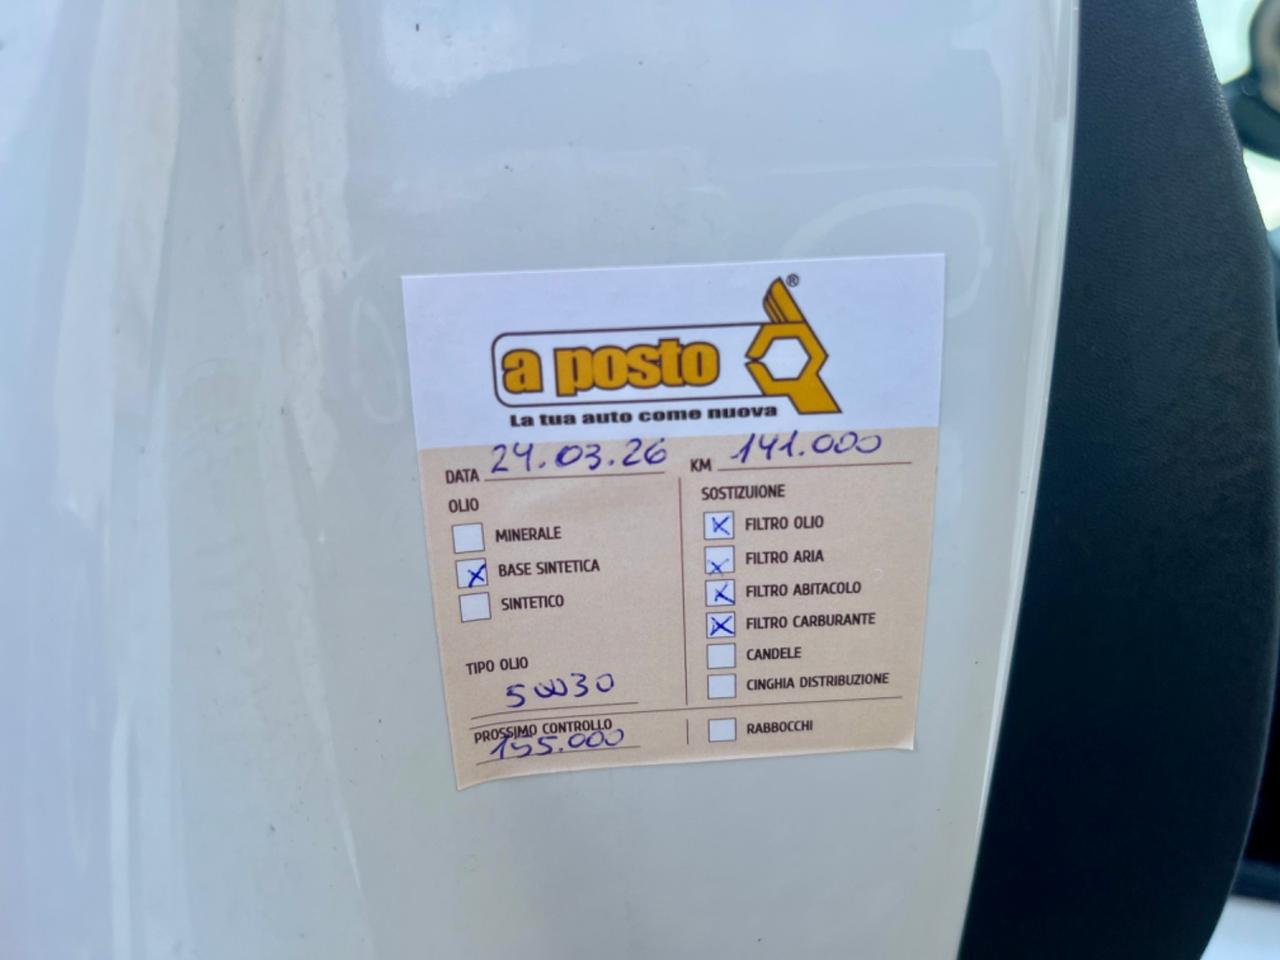 ®
a posto
La tua auto come nuova
DATA 24.03.26 KM 141.000
OLIO
MINERALE
BASE SINTETICA
SINTETICO
TIPO OLIO
5W30
PROSSIMO CONTROLLO
155.000
SOSTIZUIONE
FILTRO OLIO
FILTRO ARIA
FILTRO ABITACOLO
FILTRO CARBURANTE
CANDELE
CINGHIA DISTRIBUZIONE
RABBOCCHI